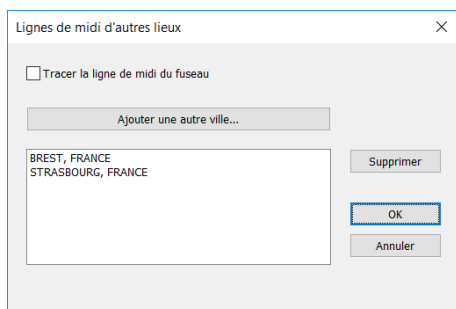 Lignes de midi d'autres lieux
Tracer la ligne de midi du fuseau
Ajouter une autre ville...
BREST, FRANCE
STRASBOURG, FRANCE
Supprimer
OK
Annuler